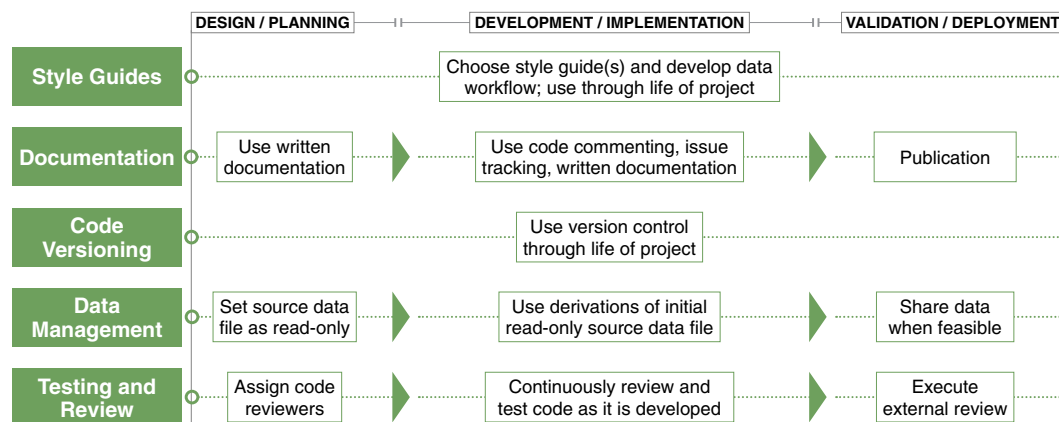 DESIGN / PLANNING
DEVELOPMENT / IMPLEMENTATION
VALIDATION / DEPLOYMENT
Style Guides
Choose style guide(s) and develop data
workflow; use through life of project
Documentation
Use written
documentation
Use code commenting, issue
tracking, written documentation
Publication
Code
Versioning
Use version control
through life of project
Data
Management
Set source data
file as read-only
Use derivations of initial
read-only source data file
Share data
when feasible
Testing and
Review
Assign code
reviewers
Continuously review and
test code as it is developed
Execute
external review